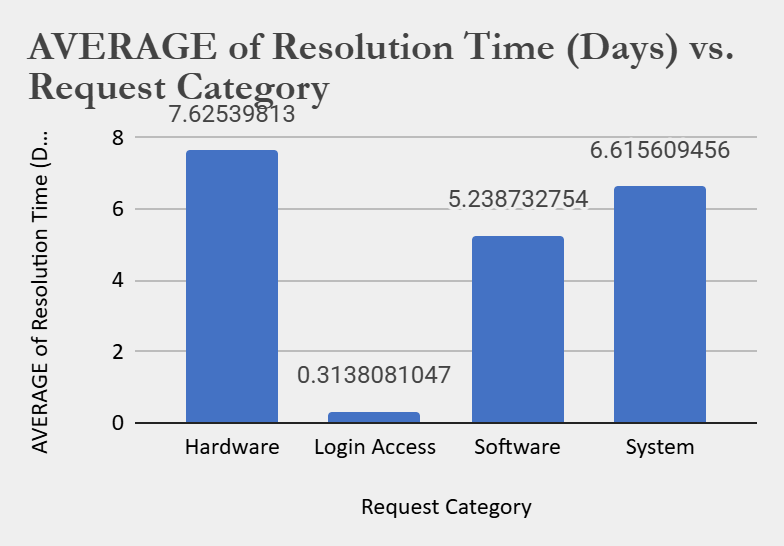 AVERAGE of Resolution Time (Days) vs.
Request Category
7.62539813
6.615609456
5.238732754
0.3138081047
AVERAGE of Resolution Time (D...
8
6
4
2
0
Hardware Login Access Software System
Request Category